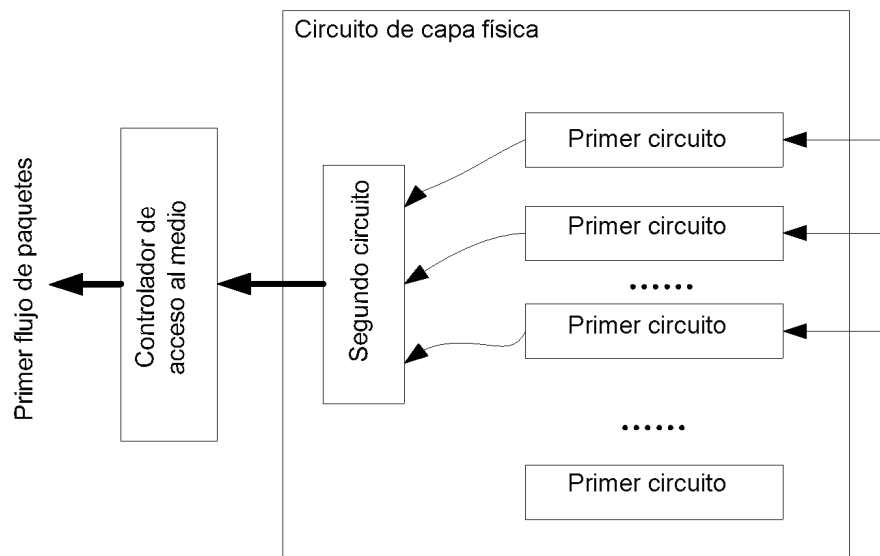 Circuito de capa física
Primer flujo de paquetes
Controlador de
acceso al medio
Segundo circuito
Primer circuito
Primer circuito
......
Primer circuito
......
Primer circuito